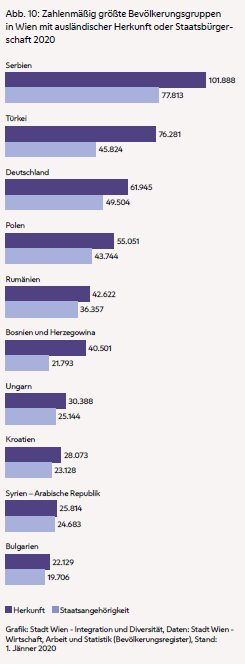 Abb. 10: Zahlenmäßig größte Bevölkerungsgruppen
in Wien mit ausländischer Herkunft oder Staatsbürger-
schaft 2020
Serbien
101.888
77.813
Türkei
76.281
45.824
Deutschland
61.945
49.504
Polen
55.051
43.744
Rumänien
42.622
36.357
Bosnien und Herzegowina
40.501
21.793
Ungarn
30.388
25.144
Kroatien
28.073
23.128
Syrien – Arabische Republik
25.814
24.683
Bulgarien
22.129
19.706
Herkunft Staatsangehörigkeit
Grafik: Stadt Wien - Integration und Diversität, Daten: Stadt Wien -
Wirtschaft, Arbeit und Statistik (Bevölkerungsregister), Stand:
1. Jänner 2020